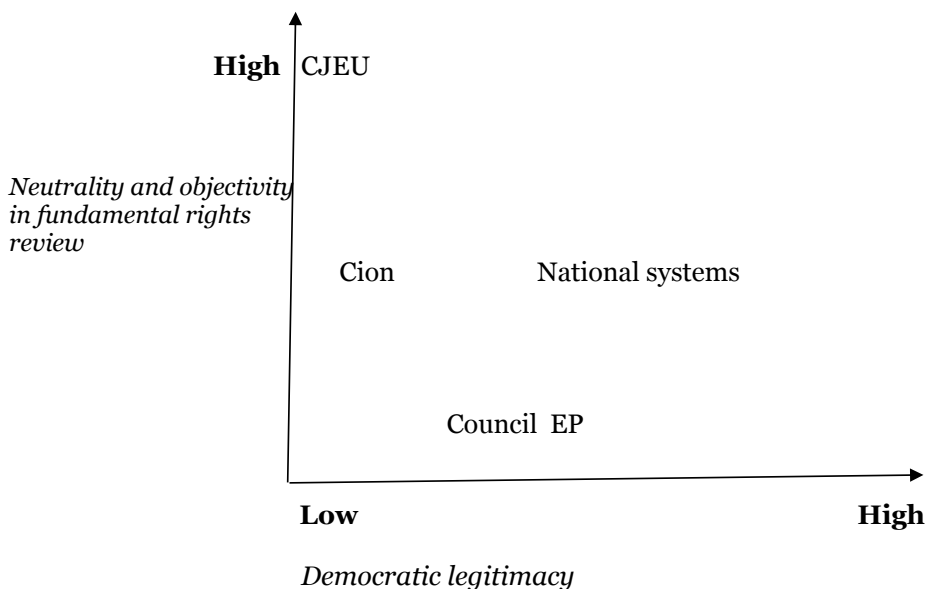 High CJEU
Neutrality and objectivity
in fundamental rights
review
Cion National systems
Council EP
Low High
Democratic legitimacy